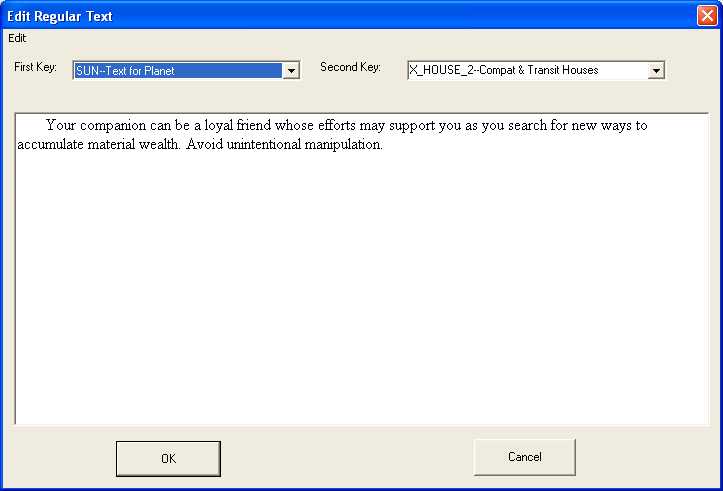 Edit Regular Text
Edit
First Key: SUN--Text for Planet Second Key: X_HOUSE_2--Compat & Transit Houses
Your companion can be a loyal friend whose efforts may support you as you search for new ways to
accumulate material wealth. Avoid unintentional manipulation.
OK Cancel